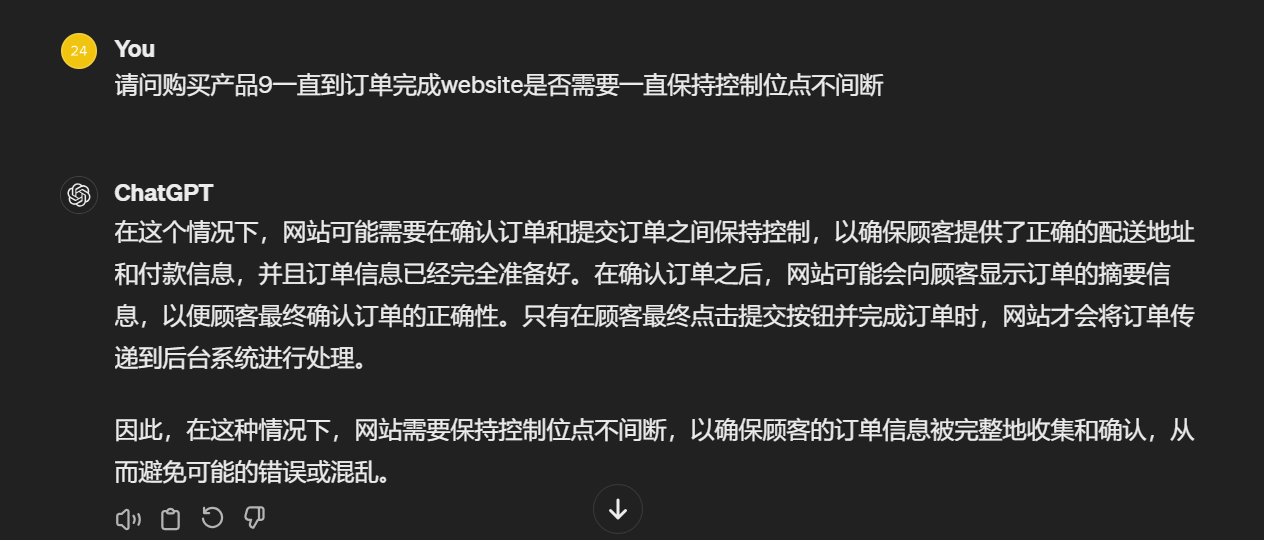 24
You
请问购买产品9一直到订单完成website是否需要一直保持控制位点不间断
ChatGPT
在这个情况下，网站可能需要在确认订单和提交订单之间保持控制，以确保顾客提供了正确的配送地址
和付款信息，并且订单信息已经完全准备好。在确认订单之后，网站可能会向顾客显示订单的摘要信
息，以便顾客最终确认订单的正确性。只有在顾客最终点击提交按钮并完成订单时，网站才会将订单传
递到后台系统进行处理。
因此，在这种情况下，网站需要保持控制位点不间断，以确保顾客的订单信息被完整地收集和确认，从
而避免可能的错误或混乱。